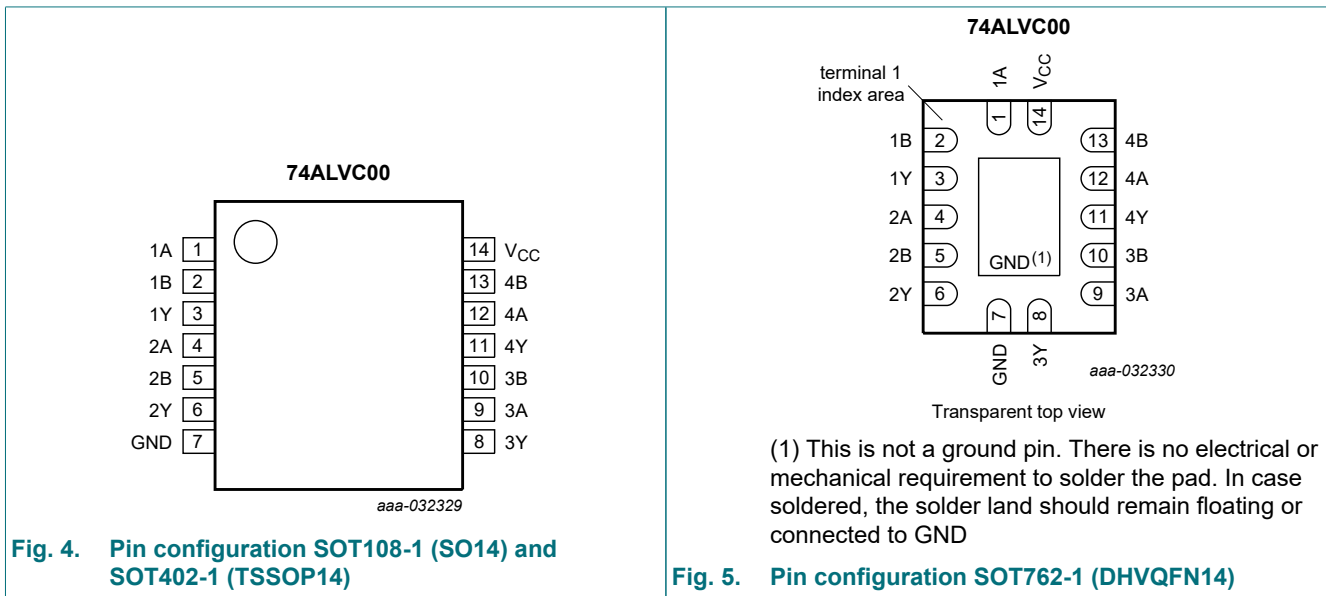 74ALVC00
1A 1
1B 2
1Y 3
2A 4
2B 5
2Y 6
GND 7
14 VCC
13 4B
12 4A
11 4Y
10 3B
9 3A
8 3Y
aaa-032329
Fig. 4. Pin configuration SOT108-1 (SO14) and
SOT402-1 (TSSOP14)
74ALVC00
terminal 1
index area
1A
VCC
1
14
1B 2
1Y 3
2A 4
2B 5
2Y 6
13 4B
12 4A
11 4Y
10 3B
9 3A
GND(1)
7
8
GND
3Y
aaa-032330
Transparent top view
(1) This is not a ground pin. There is no electrical or
mechanical requirement to solder the pad. In case
soldered, the solder land should remain floating or
connected to GND
Fig. 5. Pin configuration SOT762-1 (DHVQFN14)